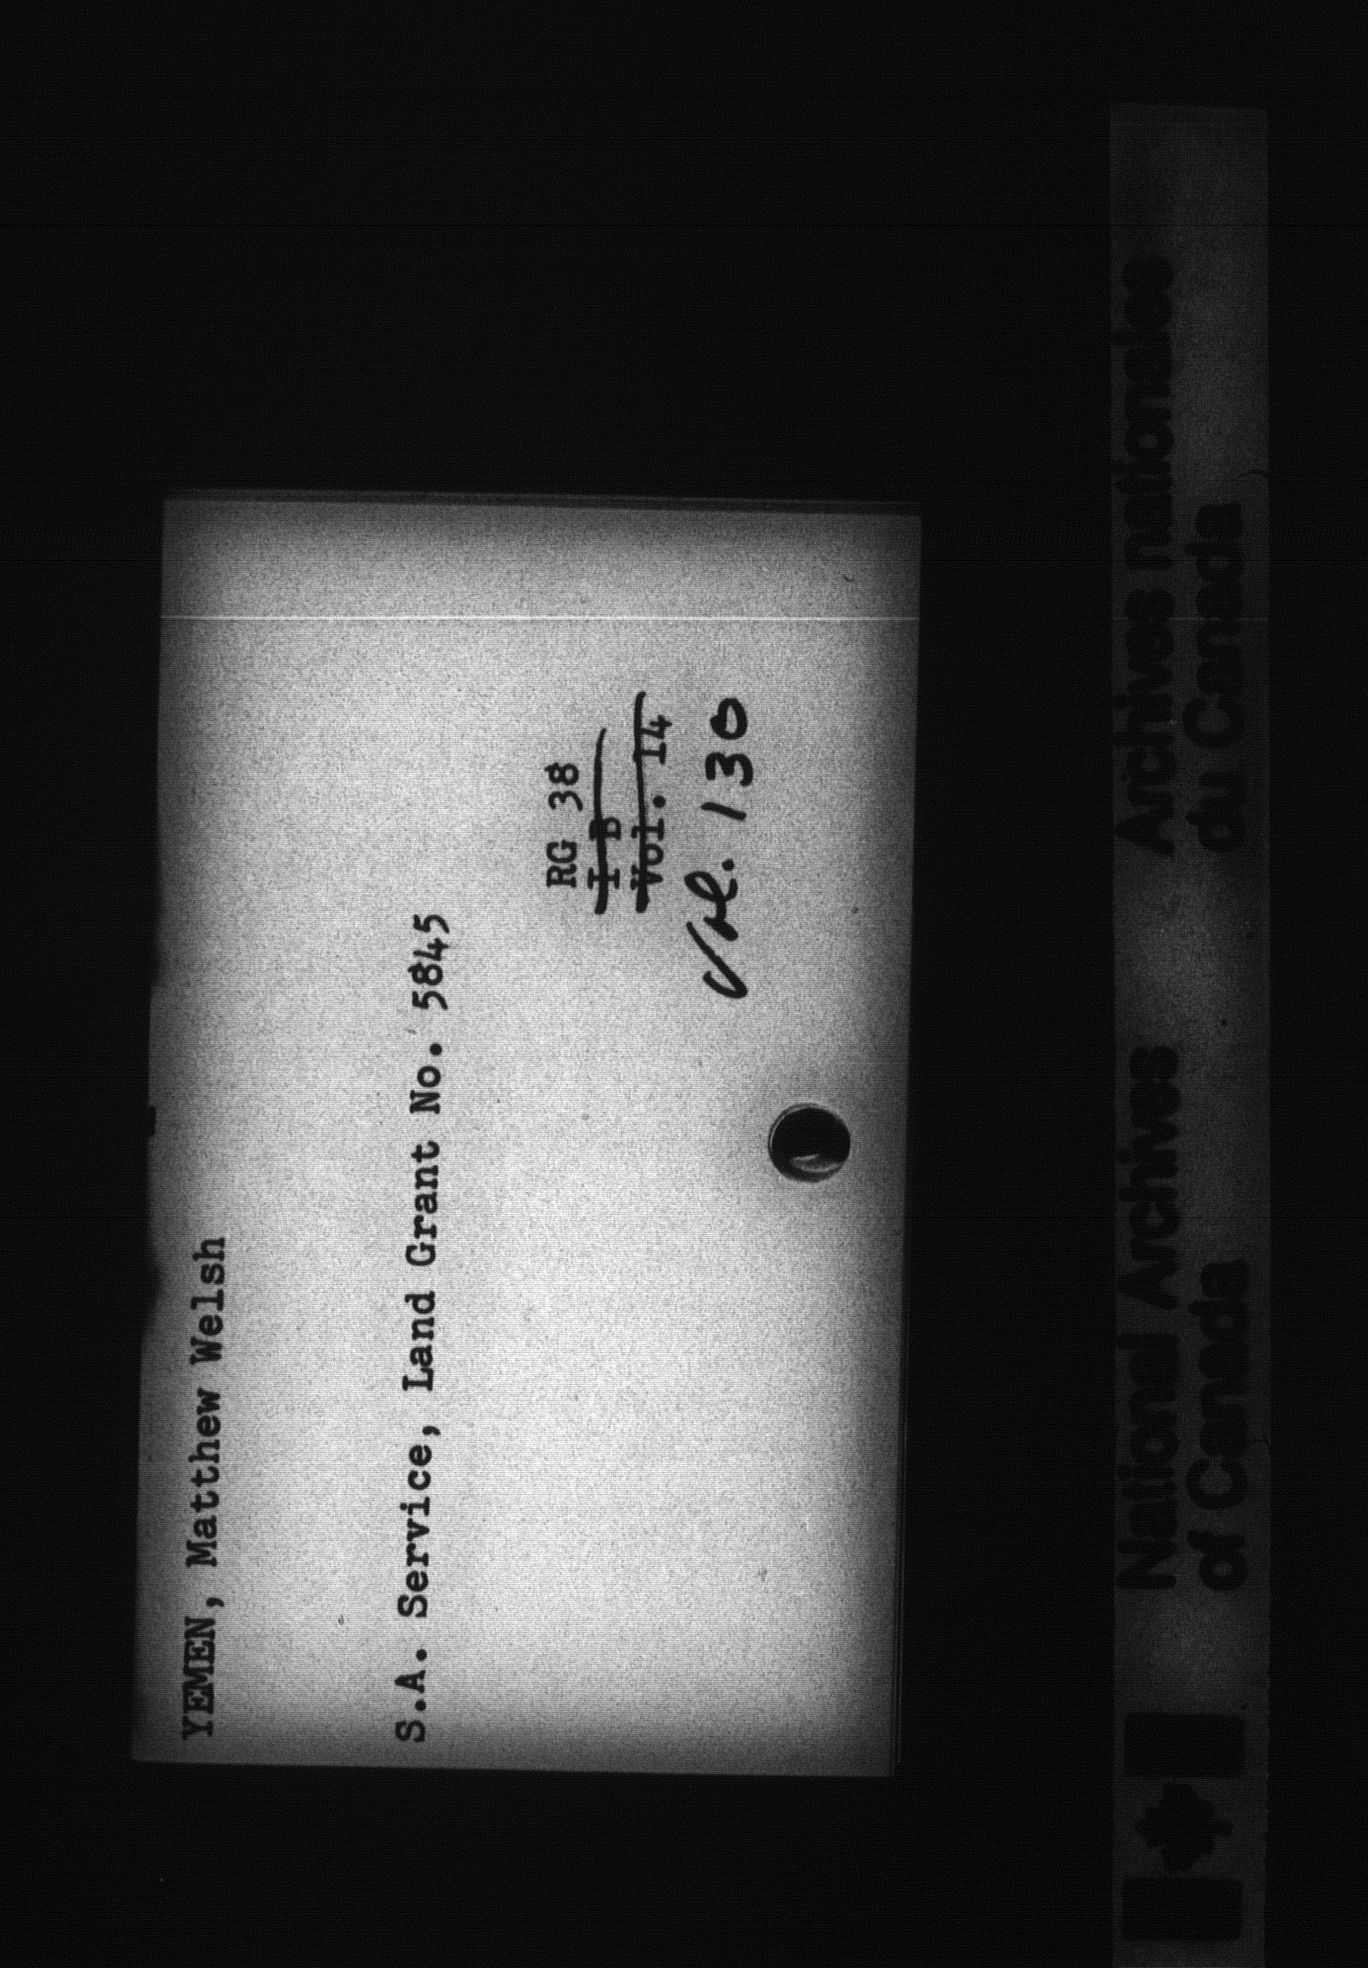 YEMEN, Matthew Welsh
S.A. Service, Land Grant No. 5845
RG 38
I B
Vol. 14
Vol. 130
National Archives
of Canada
Archives nationales
du Canada